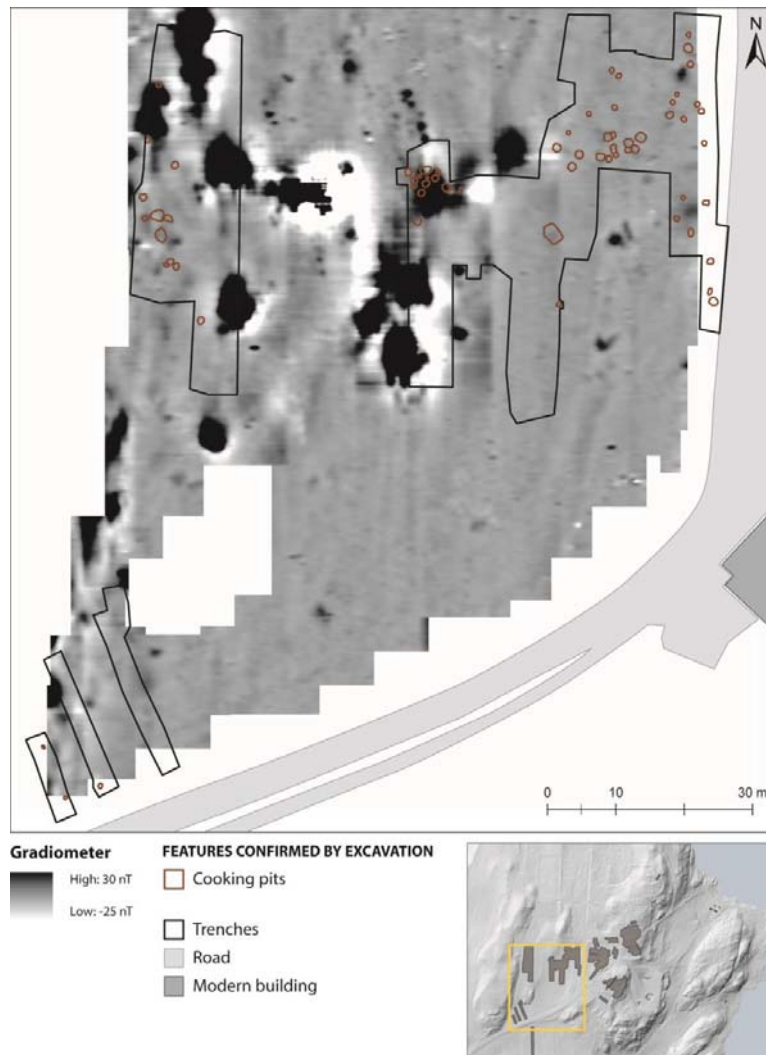 N
0 10 30 m
Gradiometer
High: 30 nT
Low: -25 nT
FEATURES CONFIRMED BY EXCAVATION
Cooking pits
Trenches
Road
Modern building